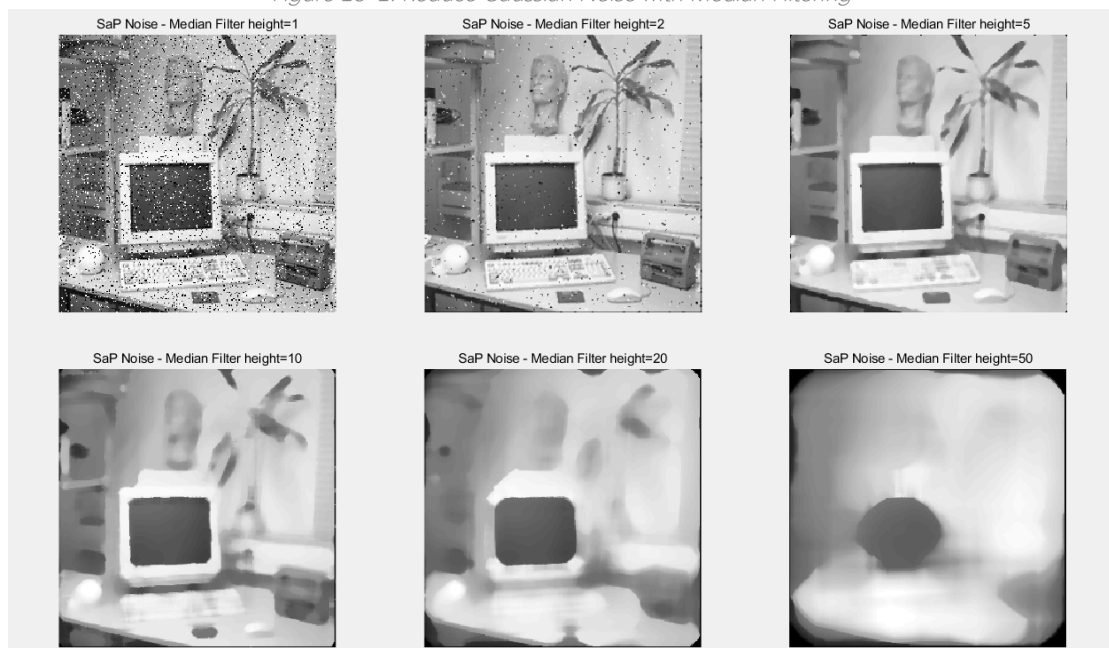 SaP Noise - Median Filter height=1
SaP Noise - Median Filter height=2
SaP Noise - Median Filter height=5
SaP Noise - Median Filter height=10
SaP Noise - Median Filter height=20
SaP Noise - Median Filter height=50